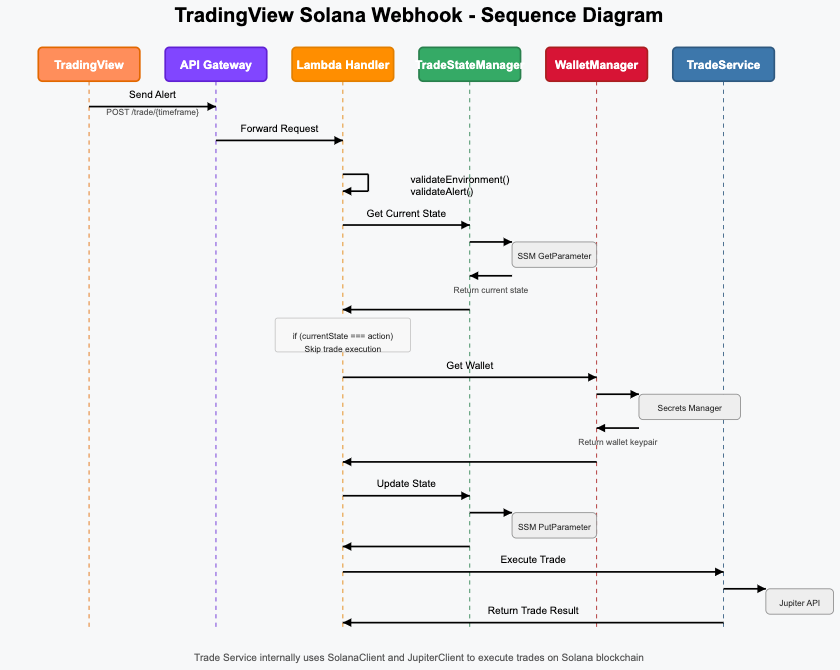 TradingView Solana Webhook - Sequence Diagram
TradingView
API Gateway
Lambda Handler
TradeStateManager
WalletManager
TradeService
Send Alert
POST /trade/{timeframe}
Forward Request
validateEnvironment()
validateAlert()
Get Current State
SSM GetParameter
Return current state
if (currentState === action)
Skip trade execution
Get Wallet
Secrets Manager
Return wallet keypair
Update State
SSM PutParameter
Execute Trade
Jupiter API
Return Trade Result
Trade Service internally uses SolanaClient and JupiterClient to execute trades on Solana blockchain